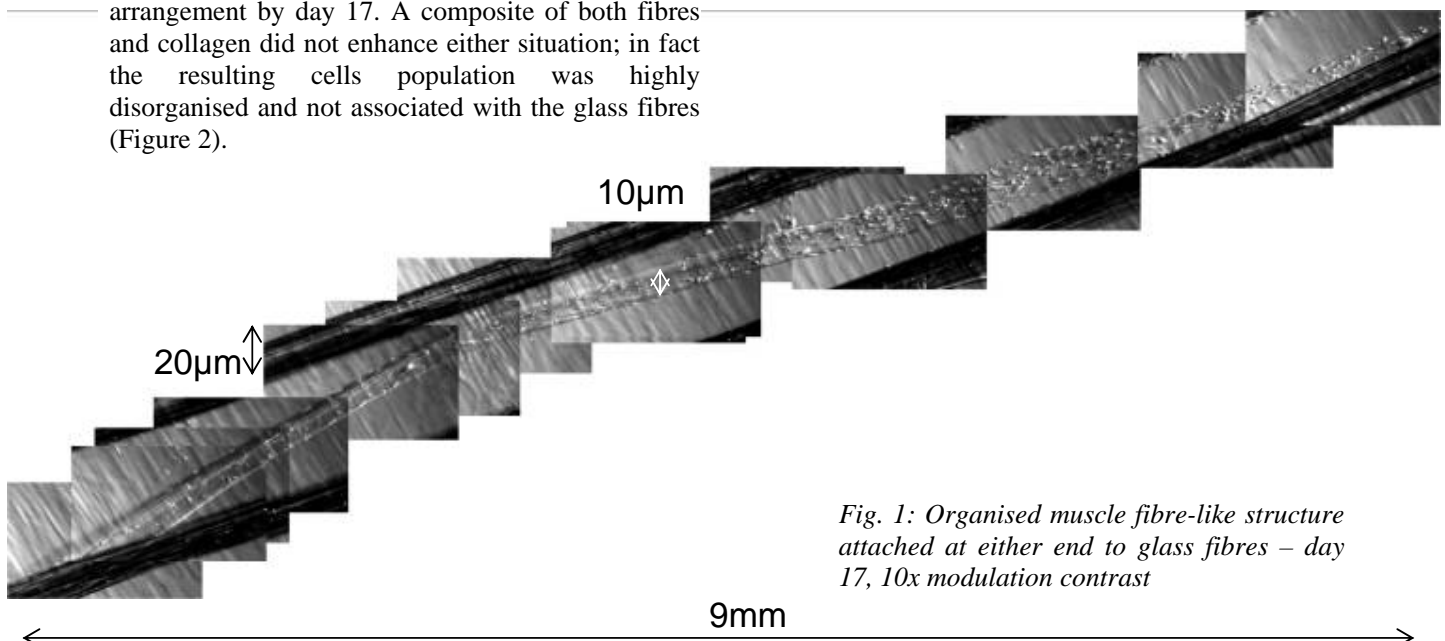 arrangement by day 17. A composite of both fibres
and collagen did not enhance either situation; in fact
the resulting cells population was highly
disorganised and not associated with the glass fibres
(Figure 2).
10µm
20µm
Fig. 1: Organised muscle fibre-like structure
attached at either end to glass fibres – day
17, 10x modulation contrast
9mm